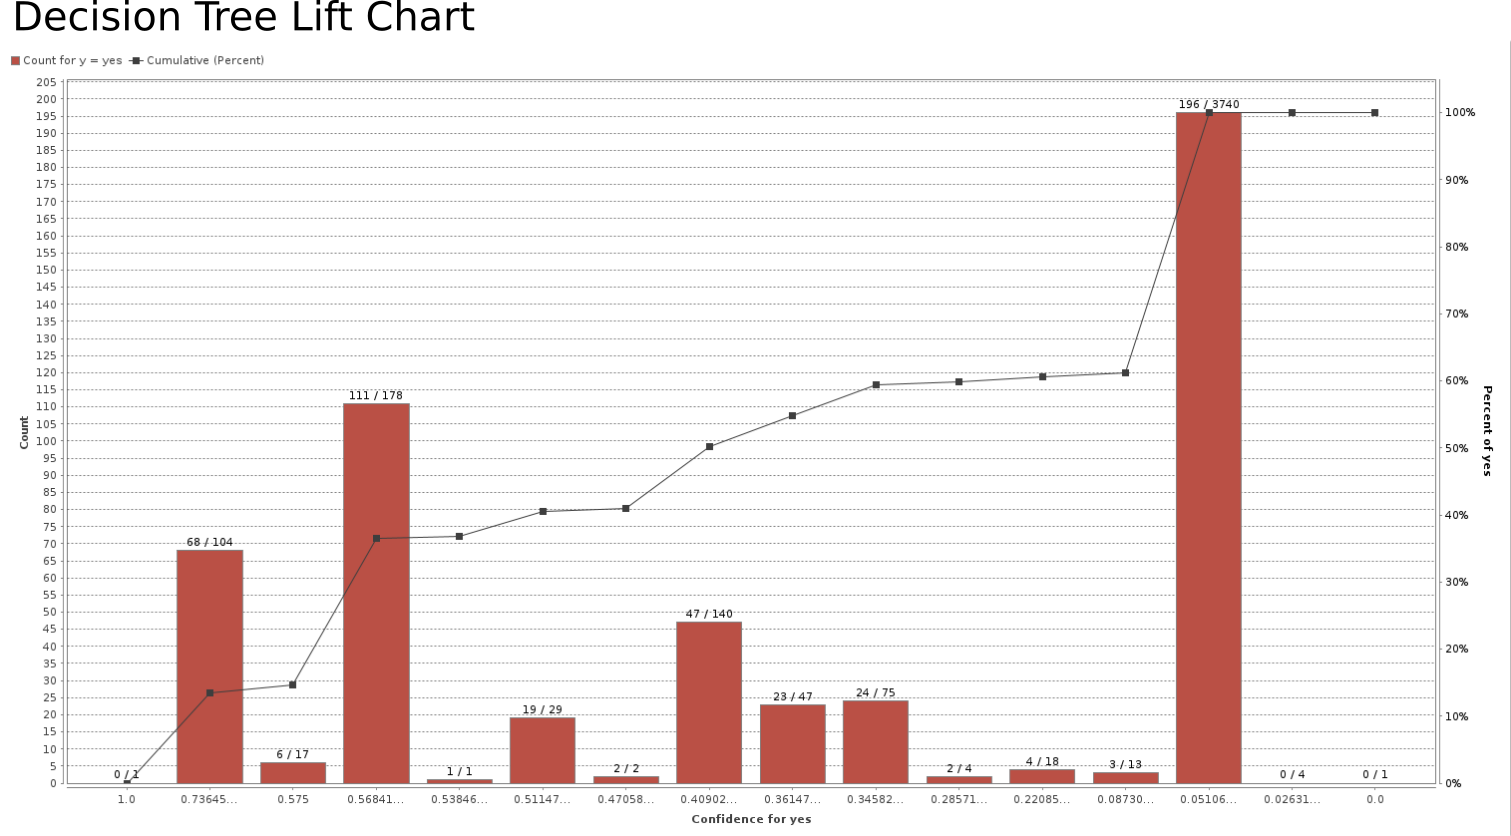 Decision Tree Lift Chart
Count for y = yes Cumulative (Percent)
205
200
195
190
185
180
175
170
165
160
155
150
145
140
135
130
125
120
115
110
105
100
95
90
85
80
75
70
65
60
55
50
45
40
35
30
25
20
15
10
5
0
Count
0 / 1
68 / 104
6 / 17
111 / 178
1 / 1
19 / 29
2 / 2
47 / 140
23 / 47
24 / 75
2 / 4
4 / 18
3 / 13
196 / 3740
0 / 4
0 / 1
100%
90%
80%
70%
60%
50%
40%
30%
20%
10%
0%
Percent of yes
1.0 0.73645... 0.575 0.56841... 0.53846... 0.51147... 0.47058... 0.40902... 0.36147... 0.34582... 0.28571... 0.22085... 0.08730... 0.05106... 0.02631... 0.0
Confidence for yes